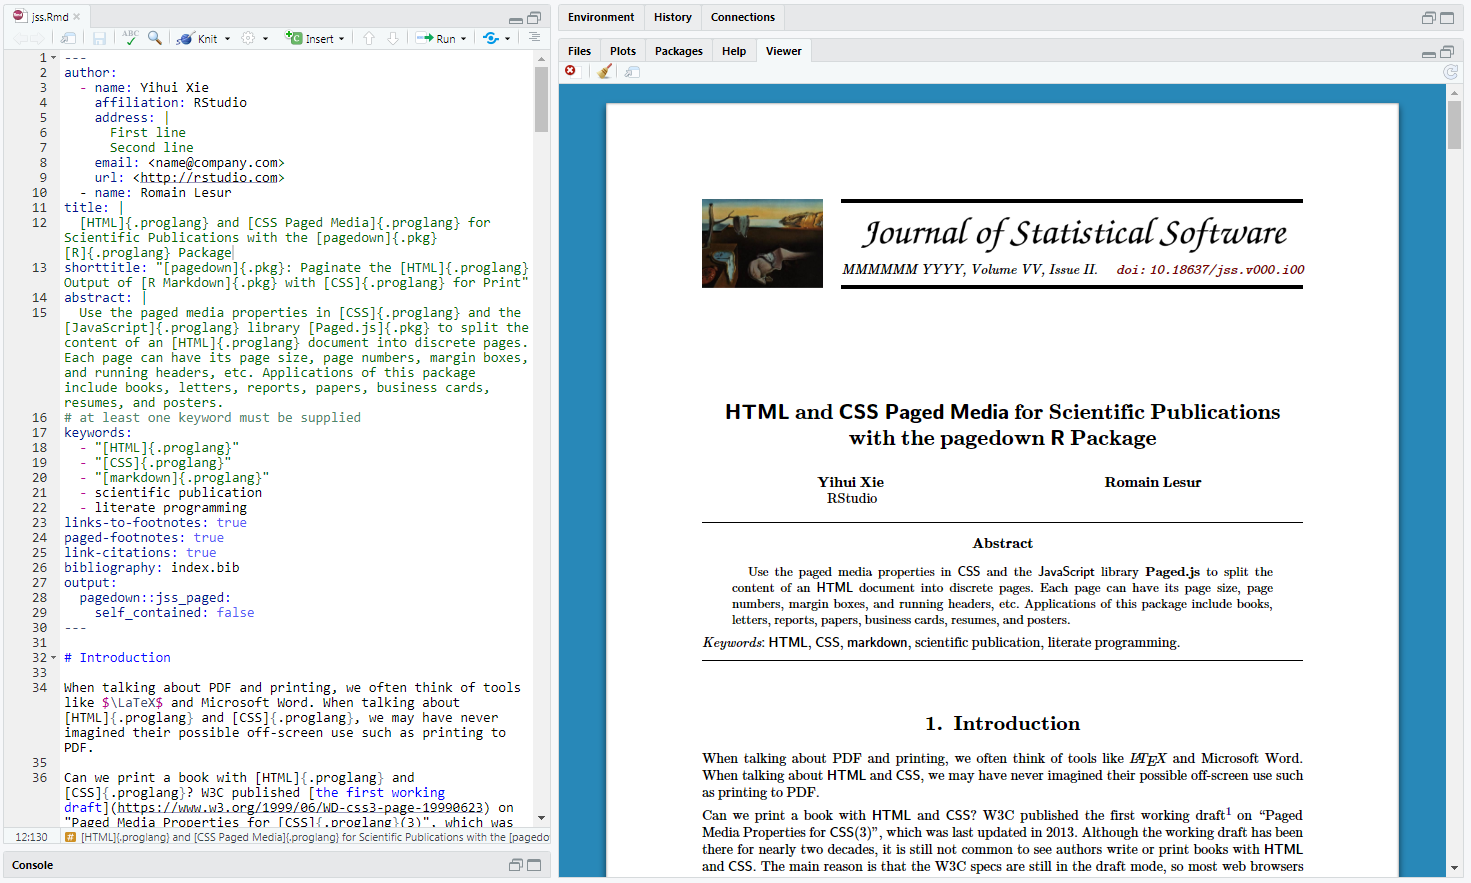 jss.Rmd
ABC
Knit
Insert
Run
1 ---
2 author:
3   - name: Yihui Xie
4     affiliation: RStudio
5     address: |
6       First line
7       Second line
8     email: <name@company.com>
9     url: <http://rstudio.com>
10   - name: Romain Lesur
11 title: |
12   [HTML]{.proglang} and [CSS Paged Media]{.proglang} for
Scientific Publications with the [pagedown]{.pkg}
[R]{.proglang} Package
13 shorttitle: "[pagedown]{.pkg}: Paginate the [HTML]{.proglang}
Output of [R Markdown]{.pkg} with [CSS]{.proglang} for Print"
14 abstract: |
15   Use the paged media properties in [CSS]{.proglang} and the
[JavaScript]{.proglang} library [Paged.js]{.pkg} to split the
content of an [HTML]{.proglang} document into discrete pages.
Each page can have its page size, page numbers, margin boxes,
and running headers, etc. Applications of this package
include books, letters, reports, papers, business cards,
resumes, and posters.
16 # at least one keyword must be supplied
17 keywords:
18   - "[HTML]{.proglang}"
19   - "[CSS]{.proglang}"
20   - "[markdown]{.proglang}"
21   - scientific publication
22   - literate programming
23 links-to-footnotes: true
24 paged-footnotes: true
25 link-citations: true
26 bibliography: index.bib
27 output:
28   pagedown::jss_paged:
29     self_contained: false
30 ---
31
32 # Introduction
33
34 When talking about PDF and printing, we often think of tools
like $\LaTeX$ and Microsoft Word. When talking about
[HTML]{.proglang} and [CSS]{.proglang}, we may have never
imagined their possible off-screen use such as printing to
PDF.
35
36 Can we print a book with [HTML]{.proglang} and
[CSS]{.proglang}? W3C published [the first working
draft](https://www.w3.org/1999/06/WD-css3-page-19990623) on
"Paged Media Properties for [CSS]{.proglang}(3)", which was
12:130 # [HTML]{.proglang} and [CSS Paged Media]{.proglang} for Scientific Publications with the [pagedo
Console
Environment History Connections
Files Plots Packages Help Viewer
Journal of Statistical Software
MMMMMM YYYY, Volume VV, Issue II. doi: 10.18637/jss.v000.i00
HTML and CSS Paged Media for Scientific Publications
with the pagedown R Package
Yihui Xie
RStudio
Romain Lesur
Abstract
Use the paged media properties in CSS and the JavaScript library Paged.js to split the
content of an HTML document into discrete pages. Each page can have its page size, page
numbers, margin boxes, and running headers, etc. Applications of this package include books,
letters, reports, papers, business cards, resumes, and posters.
Keywords: HTML, CSS, markdown, scientific publication, literate programming.
1. Introduction
When talking about PDF and printing, we often think of tools like LATEX and Microsoft Word.
When talking about HTML and CSS, we may have never imagined their possible off-screen use such
as printing to PDF.
Can we print a book with HTML and CSS? W3C published the first working draft1 on “Paged
Media Properties for CSS(3)”, which was last updated in 2013. Although the working draft has been
there for nearly two decades, it is still not common to see authors write or print books with HTML
and CSS. The main reason is that the W3C specs are still in the draft mode, so most web browsers